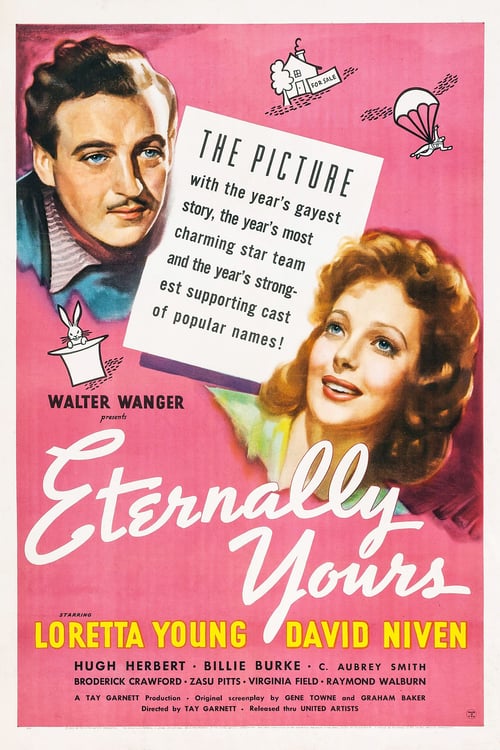 FOR SALE
THE PICTURE
with the year's gayest
story, the year's most
charming star team
and the year's strong-
est supporting cast
of popular names!
WALTER WANGER
presents
Eternally
Yours
STARRING
LORETTA YOUNG DAVID NIVEN
HUGH HERBERT · BILLIE BURKE · C. AUBREY SMITH
BRODERICK CRAWFORD · ZASU PITTS · VIRGINIA FIELD · RAYMOND WALBURN
A TAY GARNETT Production · Original screenplay by GENE TOWNE and GRAHAM BAKER
Directed by TAY GARNETT · Released thru UNITED ARTISTS